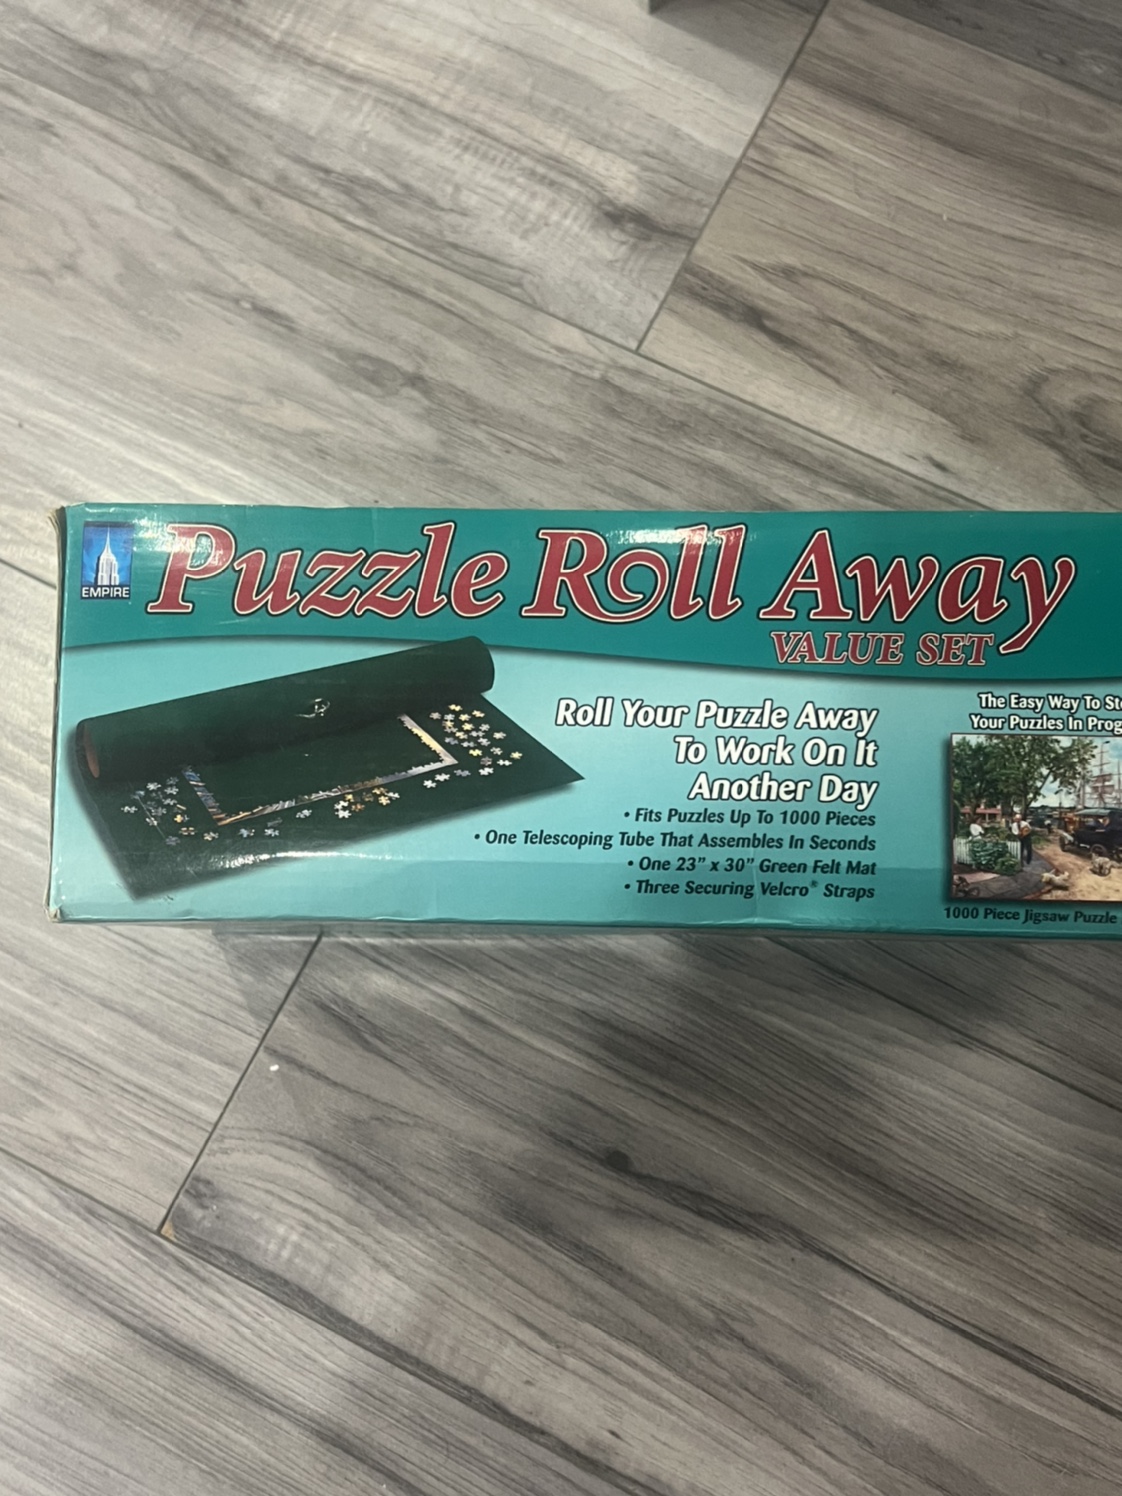 EMPIRE
Puzzle Roll Away
VALUE SET
Roll Your Puzzle Away
To Work On It
Another Day
• Fits Puzzles Up To 1000 Pieces
• One Telescoping Tube That Assembles In Seconds
• One 23" x 30" Green Felt Mat
• Three Securing Velcro® Straps
The Easy Way To
Your Puzzles In
1000 Piece Jigsaw Puzzle